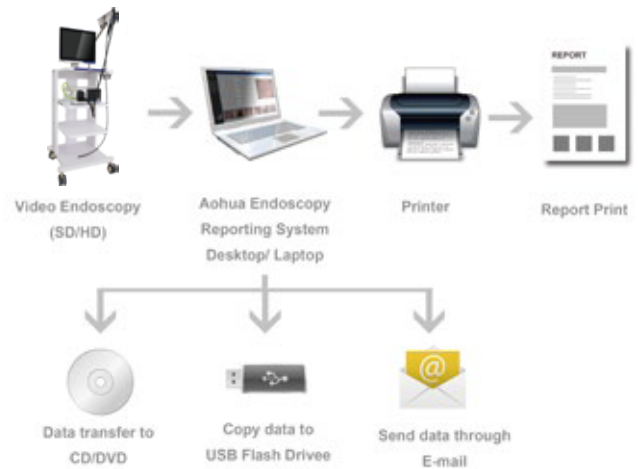 REPORT
Video Endoscopy
(SD/HD)
Aohua Endoscopy
Reporting System
Desktop/ Laptop
Printer
Report Print
@
Data transfer to
CD/DVD
Copy data to
USB Flash Drivee
Send data through
E-mail